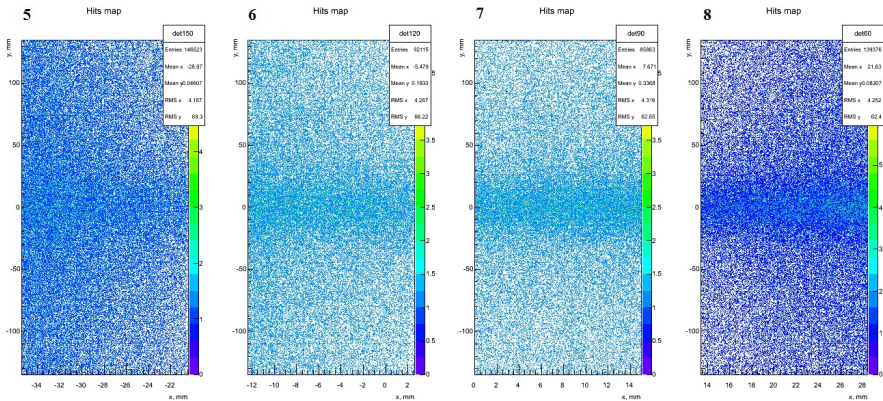 5
Hits map
det150
Entries 146523
Mean x -28.97
Mean y 0.04607
RMS x 4.187
RMS y 69.3
y, mm
100
50
0
-50
-100
-34 -32 -30 -28 -26 -24 -22
x, mm
4
3
2
1
0
6
Hits map
det120
Entries 92115
Mean x -5.479
Mean y 0.1933
RMS x 4.287
RMS y 66.22
y, mm
100
50
0
-50
-100
-12 -10 -8 -6 -4 -2 0 2
x, mm
5
3.5
3
2.5
2
1.5
1
0.5
0
7
Hits map
det90
Entries 85863
Mean x 7.671
Mean y 0.3368
RMS x 4.316
RMS y 62.65
y, mm
100
50
0
-50
-100
0 2 4 6 8 10 12 14
x, mm
5
3.5
3
2.5
2
1.5
1
0.5
0
8
Hits map
det60
Entries 139376
Mean x 21.83
Mean y 0.08307
RMS x 4.252
RMS y 62.4
y, mm
100
50
0
-50
-100
14 16 18 20 22 24 26 28
x, mm
5
4
3
2
1
0